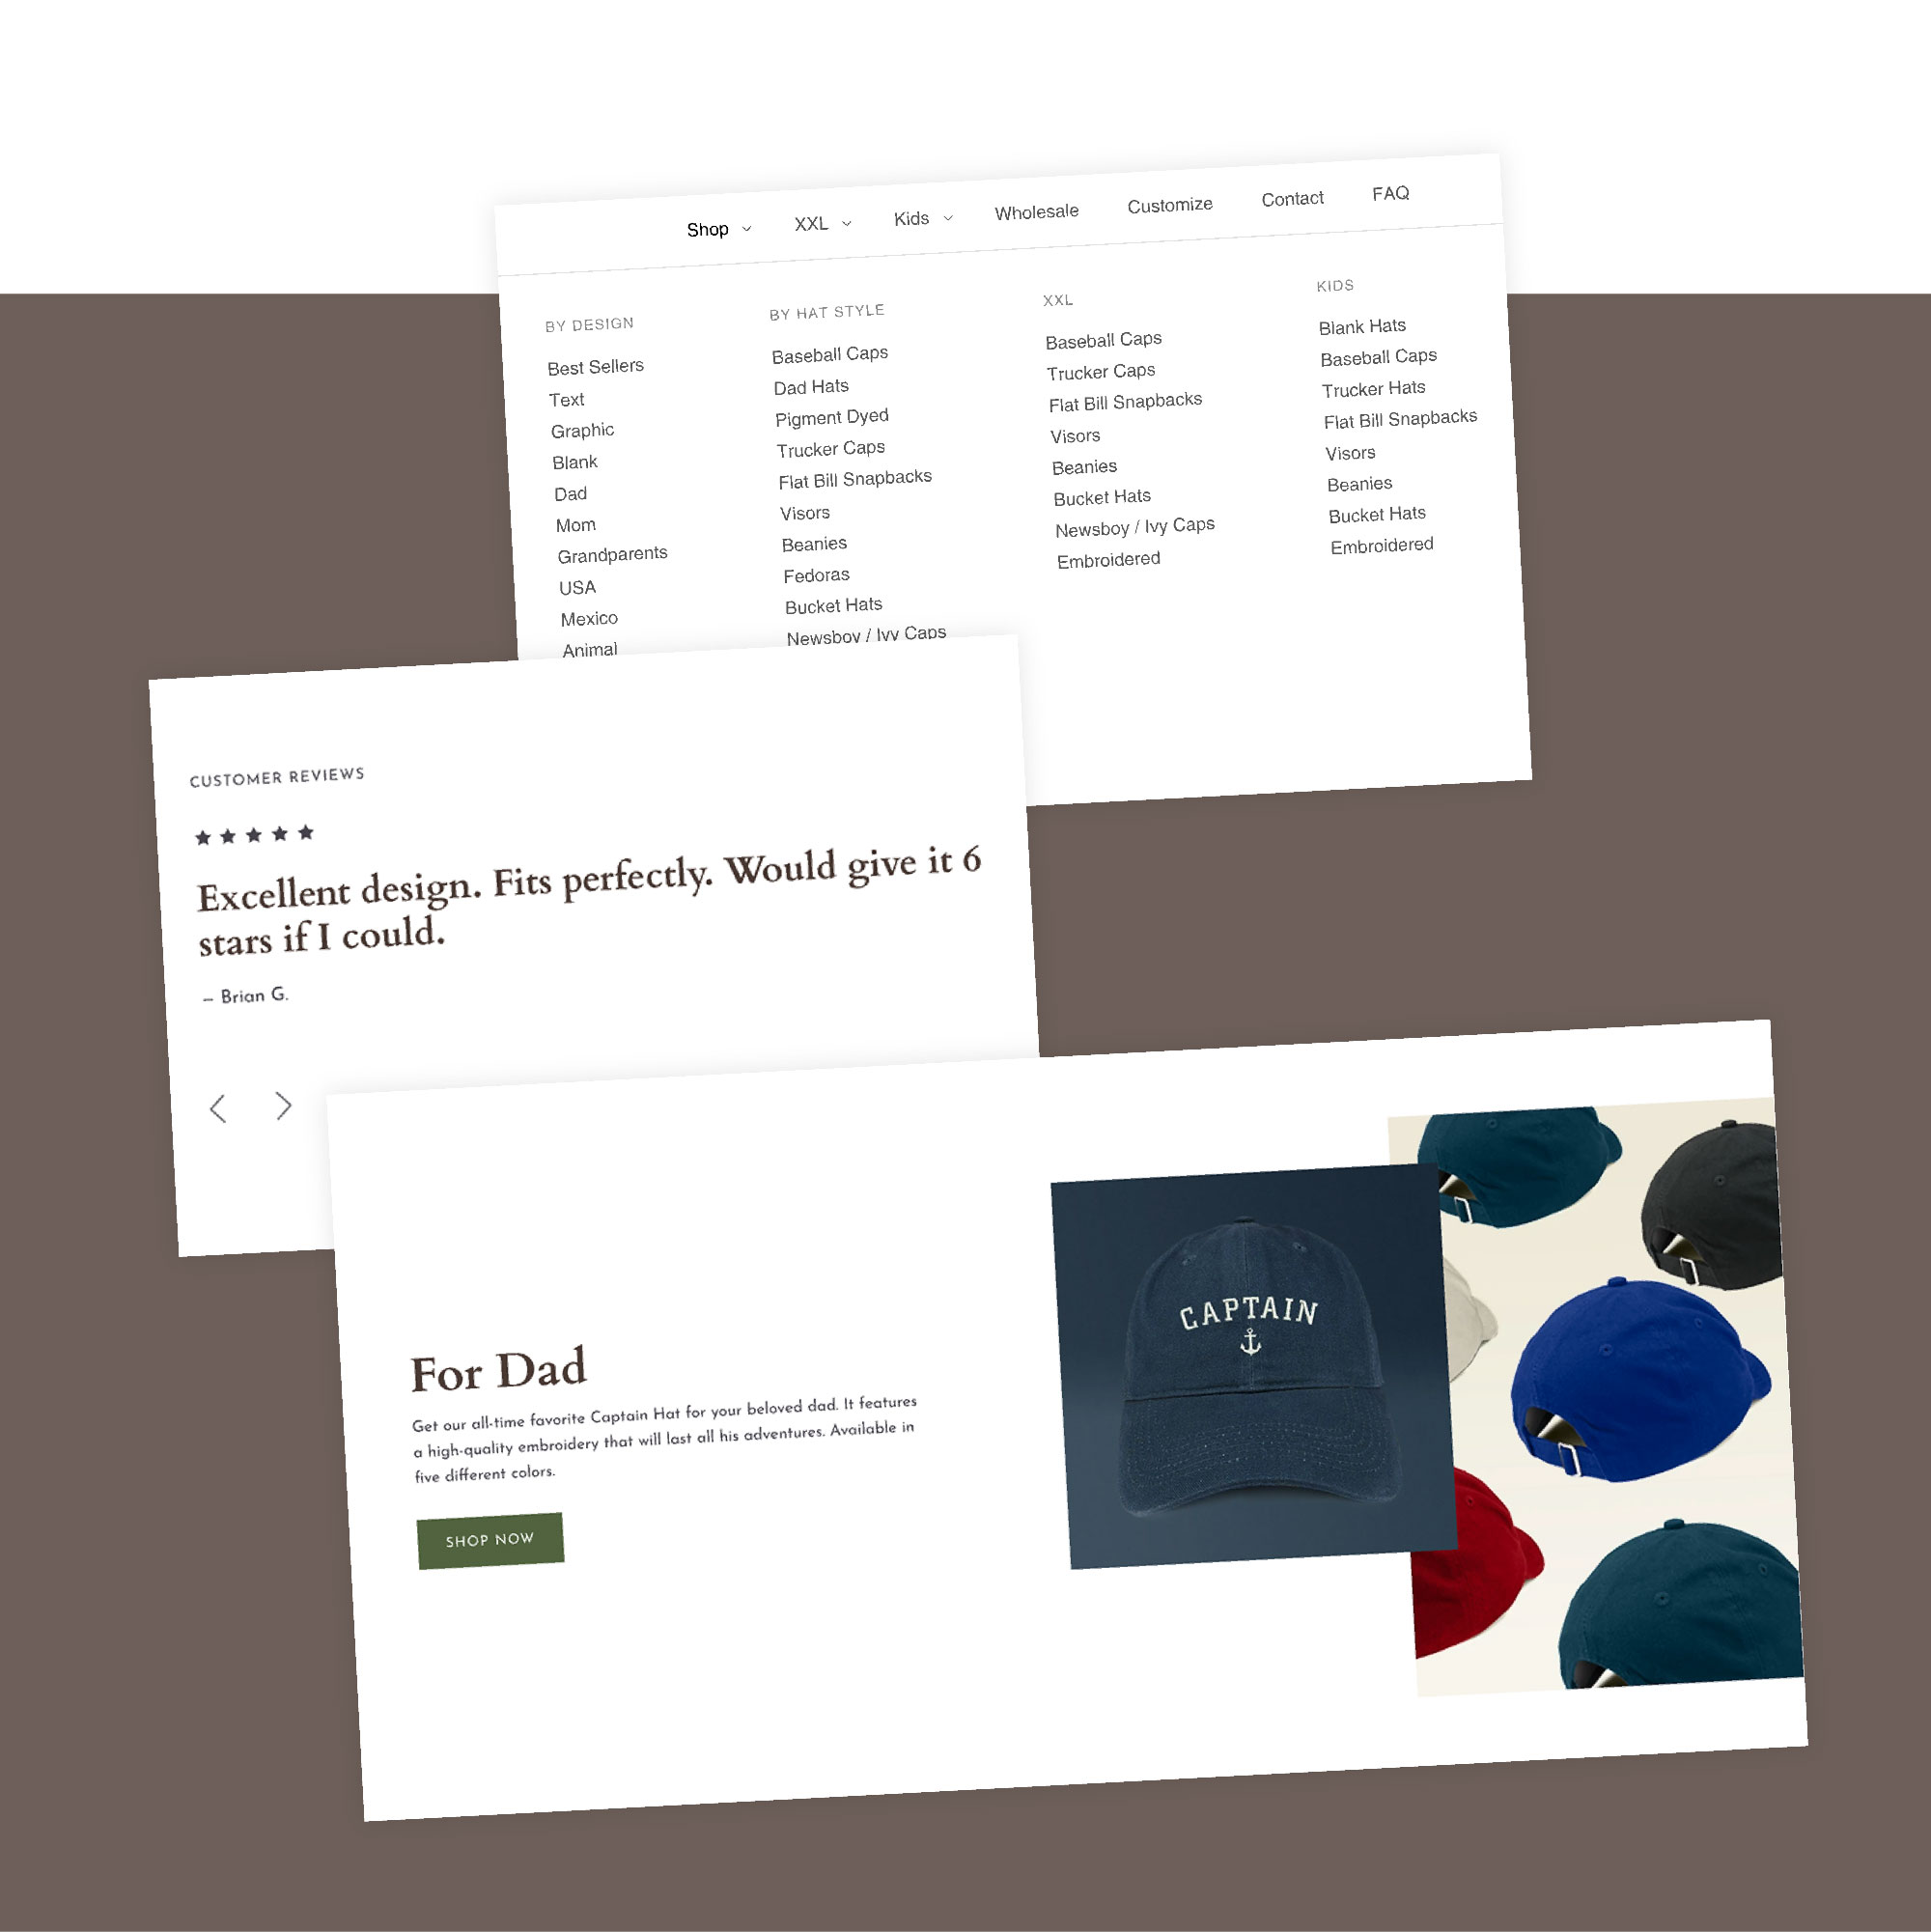 Shop XXL Kids Wholesale Customize Contact FAQ
BY DESIGN
Best Sellers
Text
Graphic
Blank
Dad
Mom
Grandparents
USA
Mexico
Animal
BY HAT STYLE
Baseball Caps
Dad Hats
Pigment Dyed
Trucker Caps
Flat Bill Snapbacks
Visors
Beanies
Fedoras
Bucket Hats
Newsboy / Ivy Caps
XXL
Baseball Caps
Trucker Caps
Flat Bill Snapbacks
Visors
Beanies
Bucket Hats
Newsboy / Ivy Caps
Embroidered
KIDS
Blank Hats
Baseball Caps
Trucker Hats
Flat Bill Snapbacks
Visors
Beanies
Bucket Hats
Embroidered
CUSTOMER REVIEWS
Excellent design. Fits perfectly. Would give it 6
stars if I could.
– Brian G.
For Dad
Get our all-time favorite Captain Hat for your beloved dad. It features
a high-quality embroidery that will last all his adventures. Available in
five different colors.
SHOP NOW
CAPTAIN